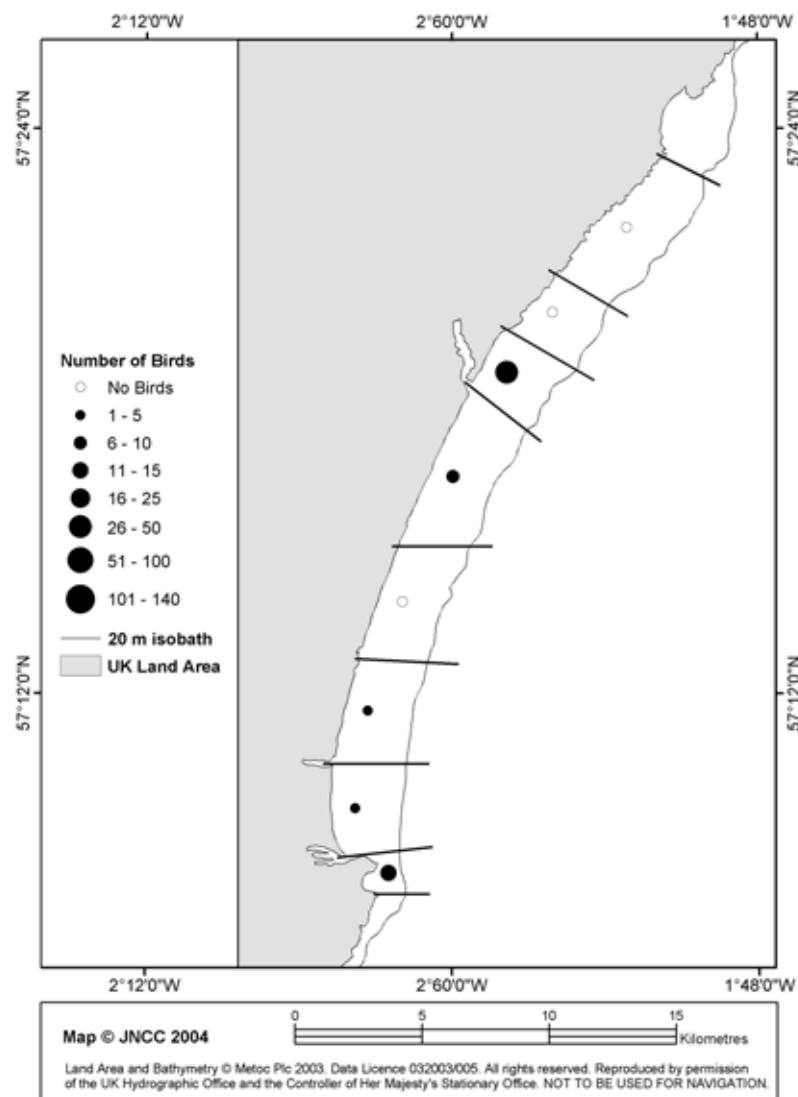 2°12'0"W 2°60'0"W 1°48'0"W
57°24'0"N 57°24'0"N
Number of Birds
No Birds
1 - 5
6 - 10
11 - 15
16 - 25
26 - 50
51 - 100
101 - 140
20 m isobath
UK Land Area
57°12'0"N 57°12'0"N
2°12'0"W 2°60'0"W 1°48'0"W
0 5 10 15
Map © JNCC 2004
Kilometres
Land Area and Bathymetry © Metoc Plc 2003. Data Licence 032003/005. All rights reserved. Reproduced by permission
of the UK Hydrographic Office and the Controller of Her Majesty's Stationary Office. NOT TO BE USED FOR NAVIGATION.